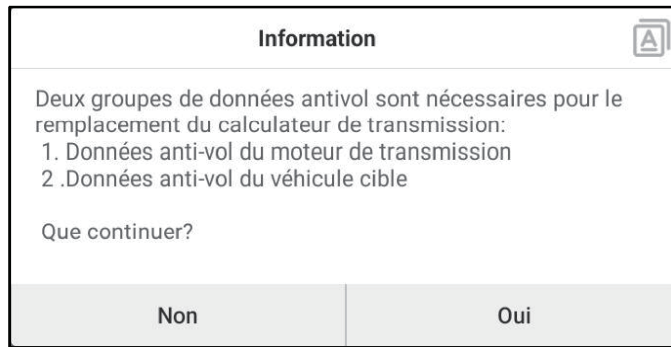 Information
A
Deux groupes de données antivol sont nécessaires pour le
remplacement du calculateur de transmission:
1. Données anti-vol du moteur de transmission
2 .Données anti-vol du véhicule cible
Que continuer?
Non
Oui